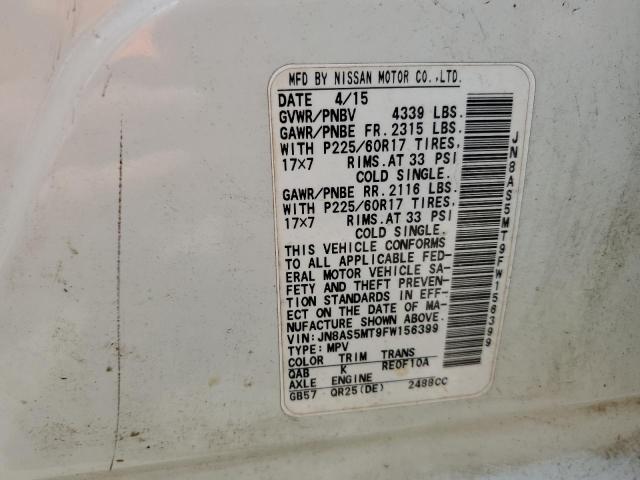 MFD BY NISSAN MOTOR CO.,LTD.
DATE 4/15
GVWR/PNBV 4339 LBS.
GAWR/PNBE FR. 2315 LBS.
WITH P225/60R17 TIRES,
17x7 RIMS.AT 33 PSI
COLD SINGLE.
GAWR/PNBE RR. 2116 LBS.
WITH P225/60R17 TIRES,
17x7 RIMS.AT 33 PSI
COLD SINGLE.
THIS VEHICLE CONFORMS
TO ALL APPLICABLE FED-
ERAL MOTOR VEHICLE SA-
FETY AND THEFT PREVEN-
TION STANDARDS IN EFF-
ECT ON THE DATE OF MA-
NUFACTURE SHOWN ABOVE.
VIN:JN8AS5MT9FW156399
TYPE:MPV
COLOR TRIM TRANS
QAB K RE0F10A
AXLE ENGINE
GB57 QR25(DE) 2488CC
JN8AS5MT9FW156399